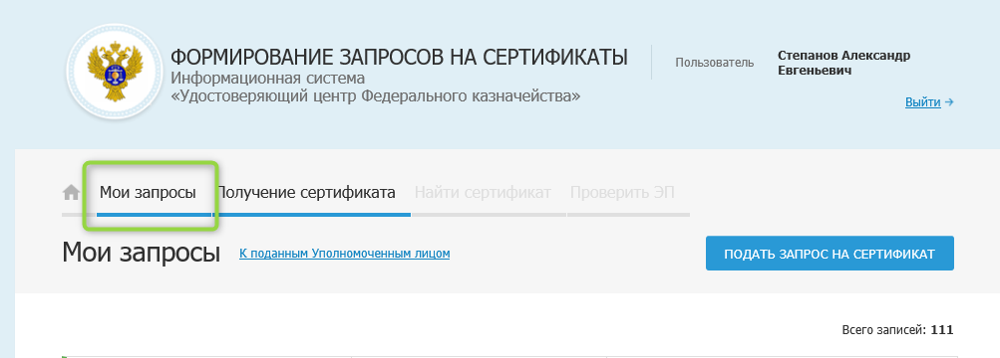 ФОРМИРОВАНИЕ ЗАПРОСОВ НА СЕРТИФИКАТЫ
Информационная система
«Удостоверяющий центр Федерального казначейства»
Пользователь
Степанов Александр
Евгеньевич
Выйти
Мои запросы
Получение сертификата
Найти сертификат
Проверить ЭП
Мои запросы
К поданным Уполномоченным лицом
ПОДАТЬ ЗАПРОС НА СЕРТИФИКАТ
Всего записей: 111